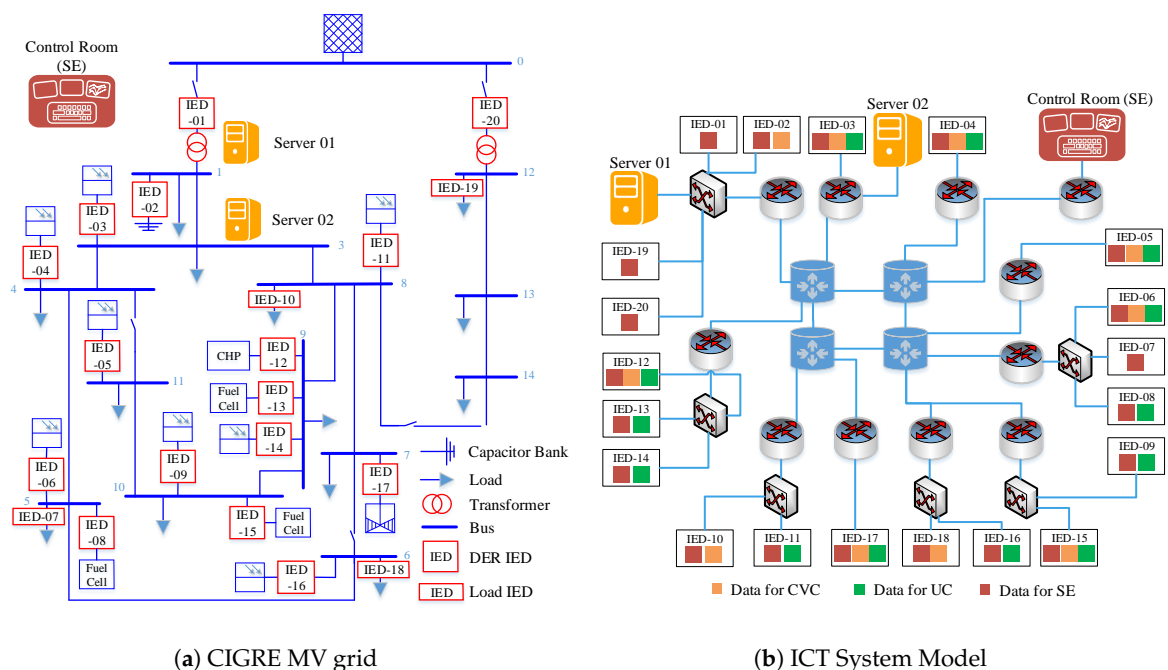 Control Room
(SE)
0
IED
-01
IED
-20
Server 01
1
12
IED
-02
IED-19
IED
-03
Server 02
IED
-04
3
IED
-11
4
8
IED-10
13
9
CHP
IED
-12
IED
-05
Fuel
Cell
IED
-13
11
14
IED
-14
Capacitor Bank
IED
-06
IED
-09
7
Load
IED
-17
10
5
Transformer
IED-07
IED
-08
IED
-15
Fuel
Cell
Bus
Fuel
Cell
6
IED
DER IED
IED
-16
IED-18
IED
Load IED
(a) CIGRE MV grid
Server 02
Control Room (SE)
IED-01
IED-02
IED-03
IED-04
Server 01
IED-05
IED-19
IED-06
IED-20
IED-07
IED-12
IED-08
IED-13
IED-14
IED-09
IED-10
IED-11
IED-17
IED-18
IED-16
IED-15
Data for CVC
Data for UC
Data for SE
(b) ICT System Model